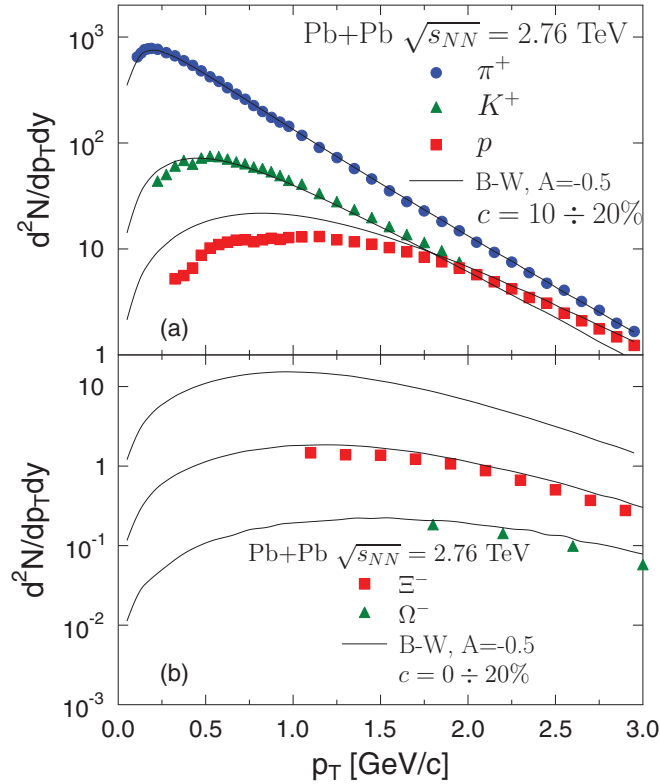 10³
Pb+Pb √s_NN = 2.76 TeV
π⁺
K⁺
p
B-W, A=-0.5
c = 10 ÷ 20%
10²
10
1
d²N/dp_Tdy
(a)
10
1
10⁻¹
10⁻²
10⁻³
d²N/dp_Tdy
Pb+Pb √s_NN = 2.76 TeV
Ξ⁻
Ω⁻
B-W, A=-0.5
c = 0 ÷ 20%
(b)
0.0 0.5 1.0 1.5 2.0 2.5 3.0
p_T [GeV/c]